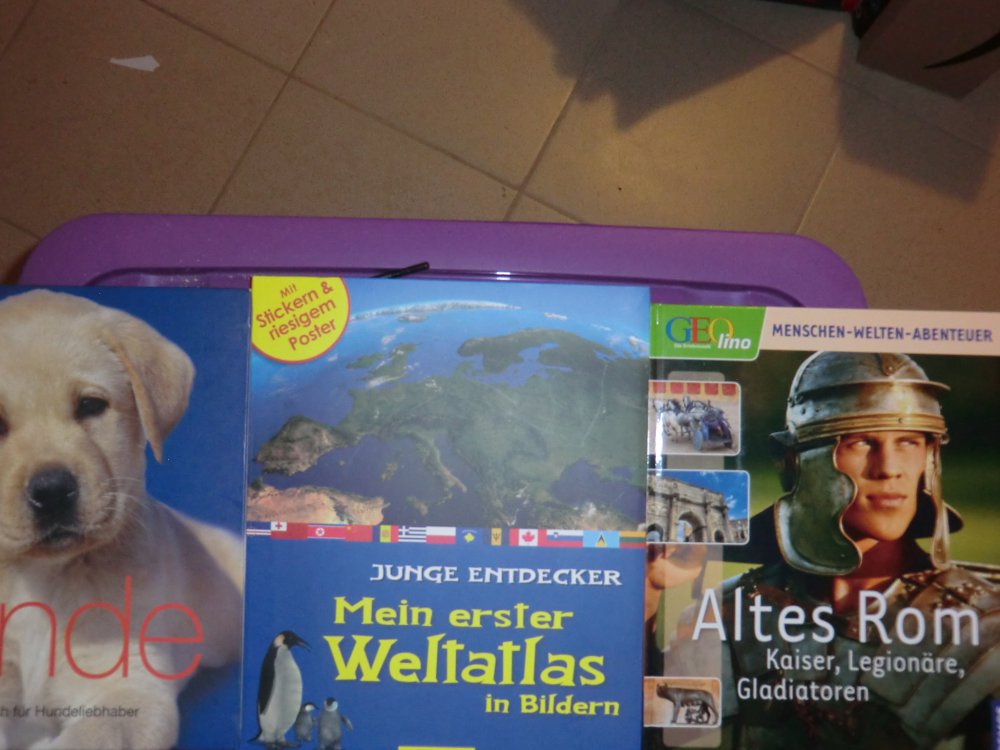 nde
h für Hundeliebhaber
Mit
Stickern &
riesigem
Poster
JUNGE ENTDECKER
Mein erster
Weltatlas
in Bildern
GEOlino
MENSCHEN-WELTEN-ABENTEUER
Altes Rom
Kaiser, Legionäre,
Gladiatoren